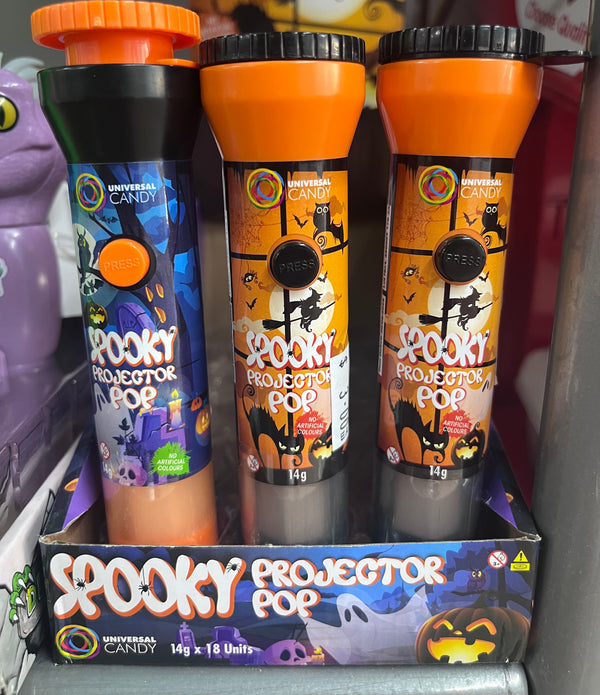 UNIVERSAL
CANDY
PRESS
SPOOKY
PROJECTOR
POP
NO
ARTIFICIAL
COLOURS
UNIVERSAL
CANDY
PRESS
SPOOKY
PROJECTOR
POP
NO
ARTIFICIAL
COLOURS
14g
UNIVERSAL
CANDY
PRESS
SPOOKY
PROJECTOR
POP
NO
ARTIFICIAL
COLOURS
14g
SPOOKY PROJECTOR
POP
UNIVERSAL
CANDY
14g x 18 Units